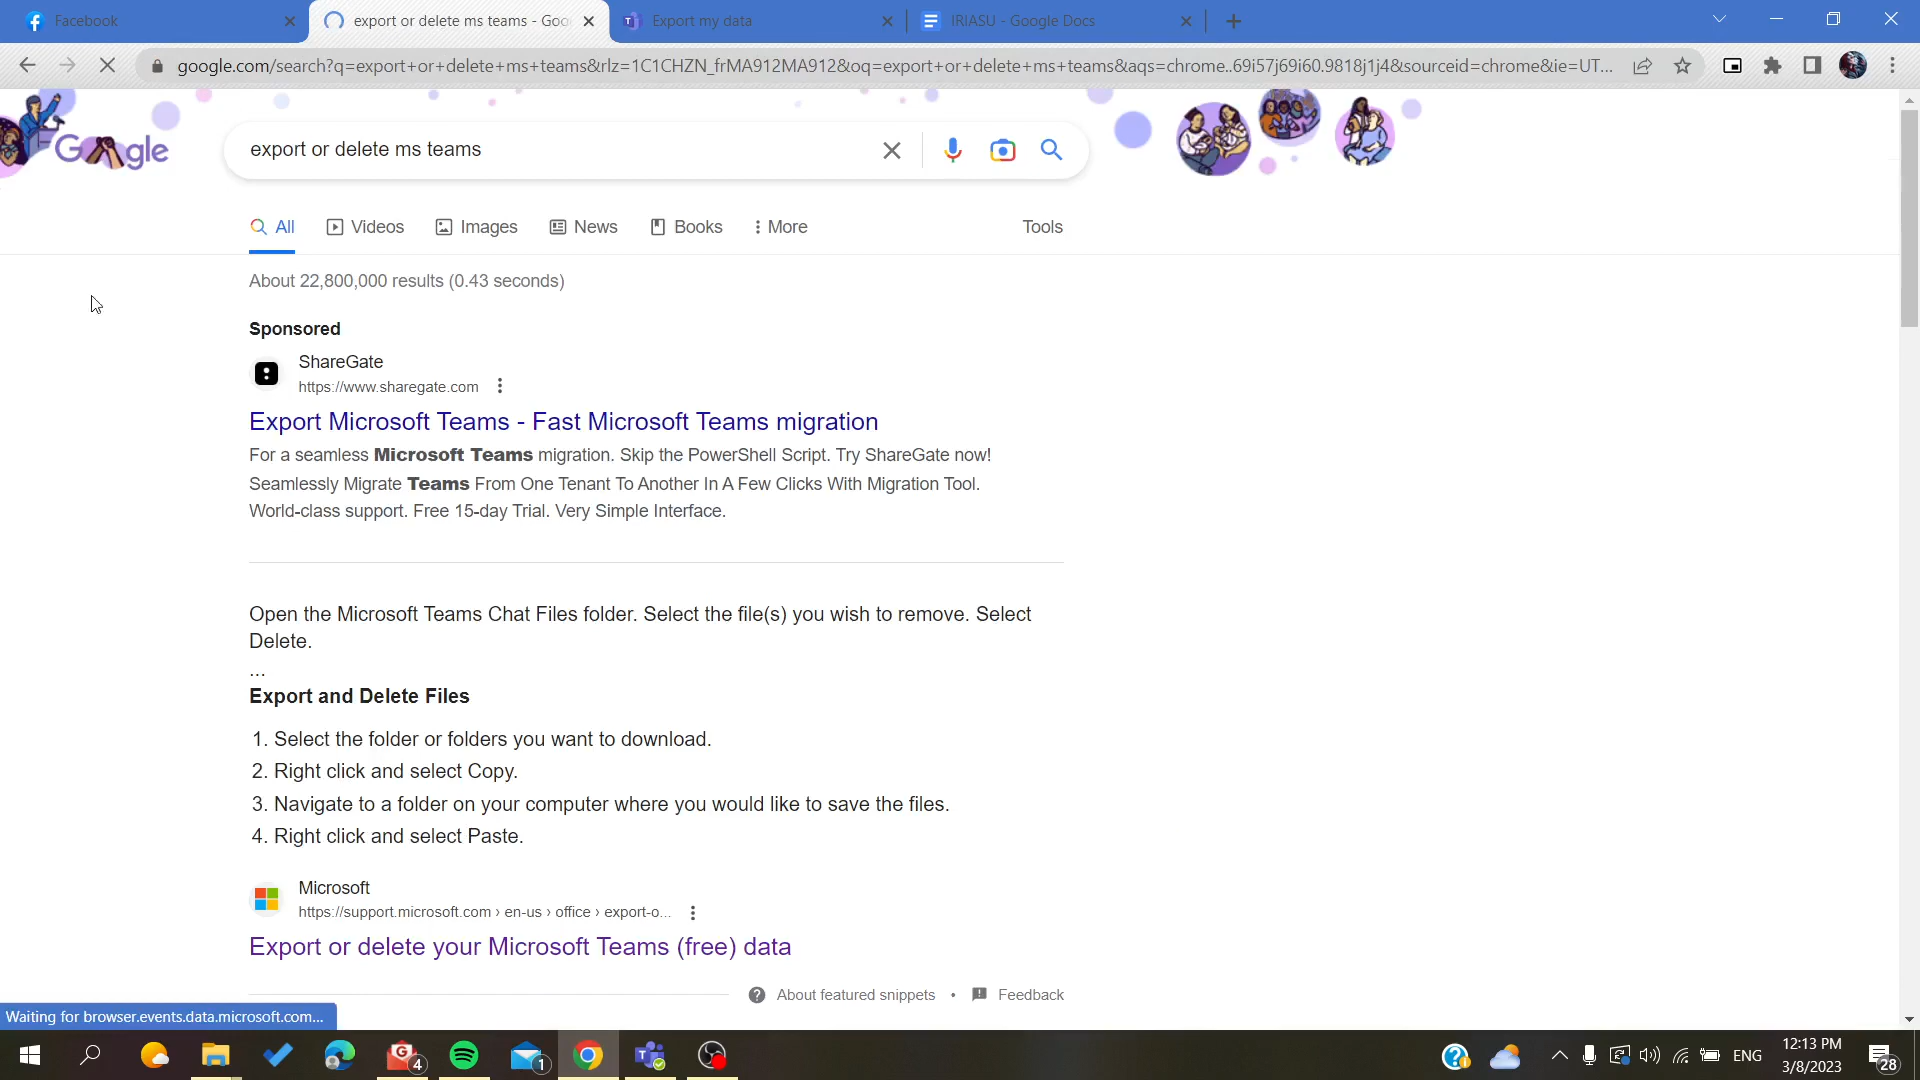 Facebook
export or delete ms teams - Goo
Export my data
IRIASU - Google Docs
google.com/search?q=export+or+delete+ms+teams&rlz=1C1CHZN_frMA912MA912&oq=export+or+delete+ms+teams&aqs=chrome..69i57j69i60.9818j1j4&sourceid=chrome&ie=UT...
Google
export or delete ms teams
All
Videos
Images
News
Books
More
Tools
About 22,800,000 results (0.43 seconds)
Sponsored
ShareGate
https://www.sharegate.com
Export Microsoft Teams - Fast Microsoft Teams migration
For a seamless Microsoft Teams migration. Skip the PowerShell Script. Try ShareGate now!
Seamlessly Migrate Teams From One Tenant To Another In A Few Clicks With Migration Tool.
World-class support. Free 15-day Trial. Very Simple Interface.
Open the Microsoft Teams Chat Files folder. Select the file(s) you wish to remove. Select
Delete.
...
Export and Delete Files
1. Select the folder or folders you want to download.
2. Right click and select Copy.
3. Navigate to a folder on your computer where you would like to save the files.
4. Right click and select Paste.
Microsoft
https://support.microsoft.com › en-us › office › export-o...
Export or delete your Microsoft Teams (free) data
About featured snippets
•
Feedback
Waiting for browser.events.data.microsoft.com...
4
1
ENG
12:13 PM
3/8/2023
28